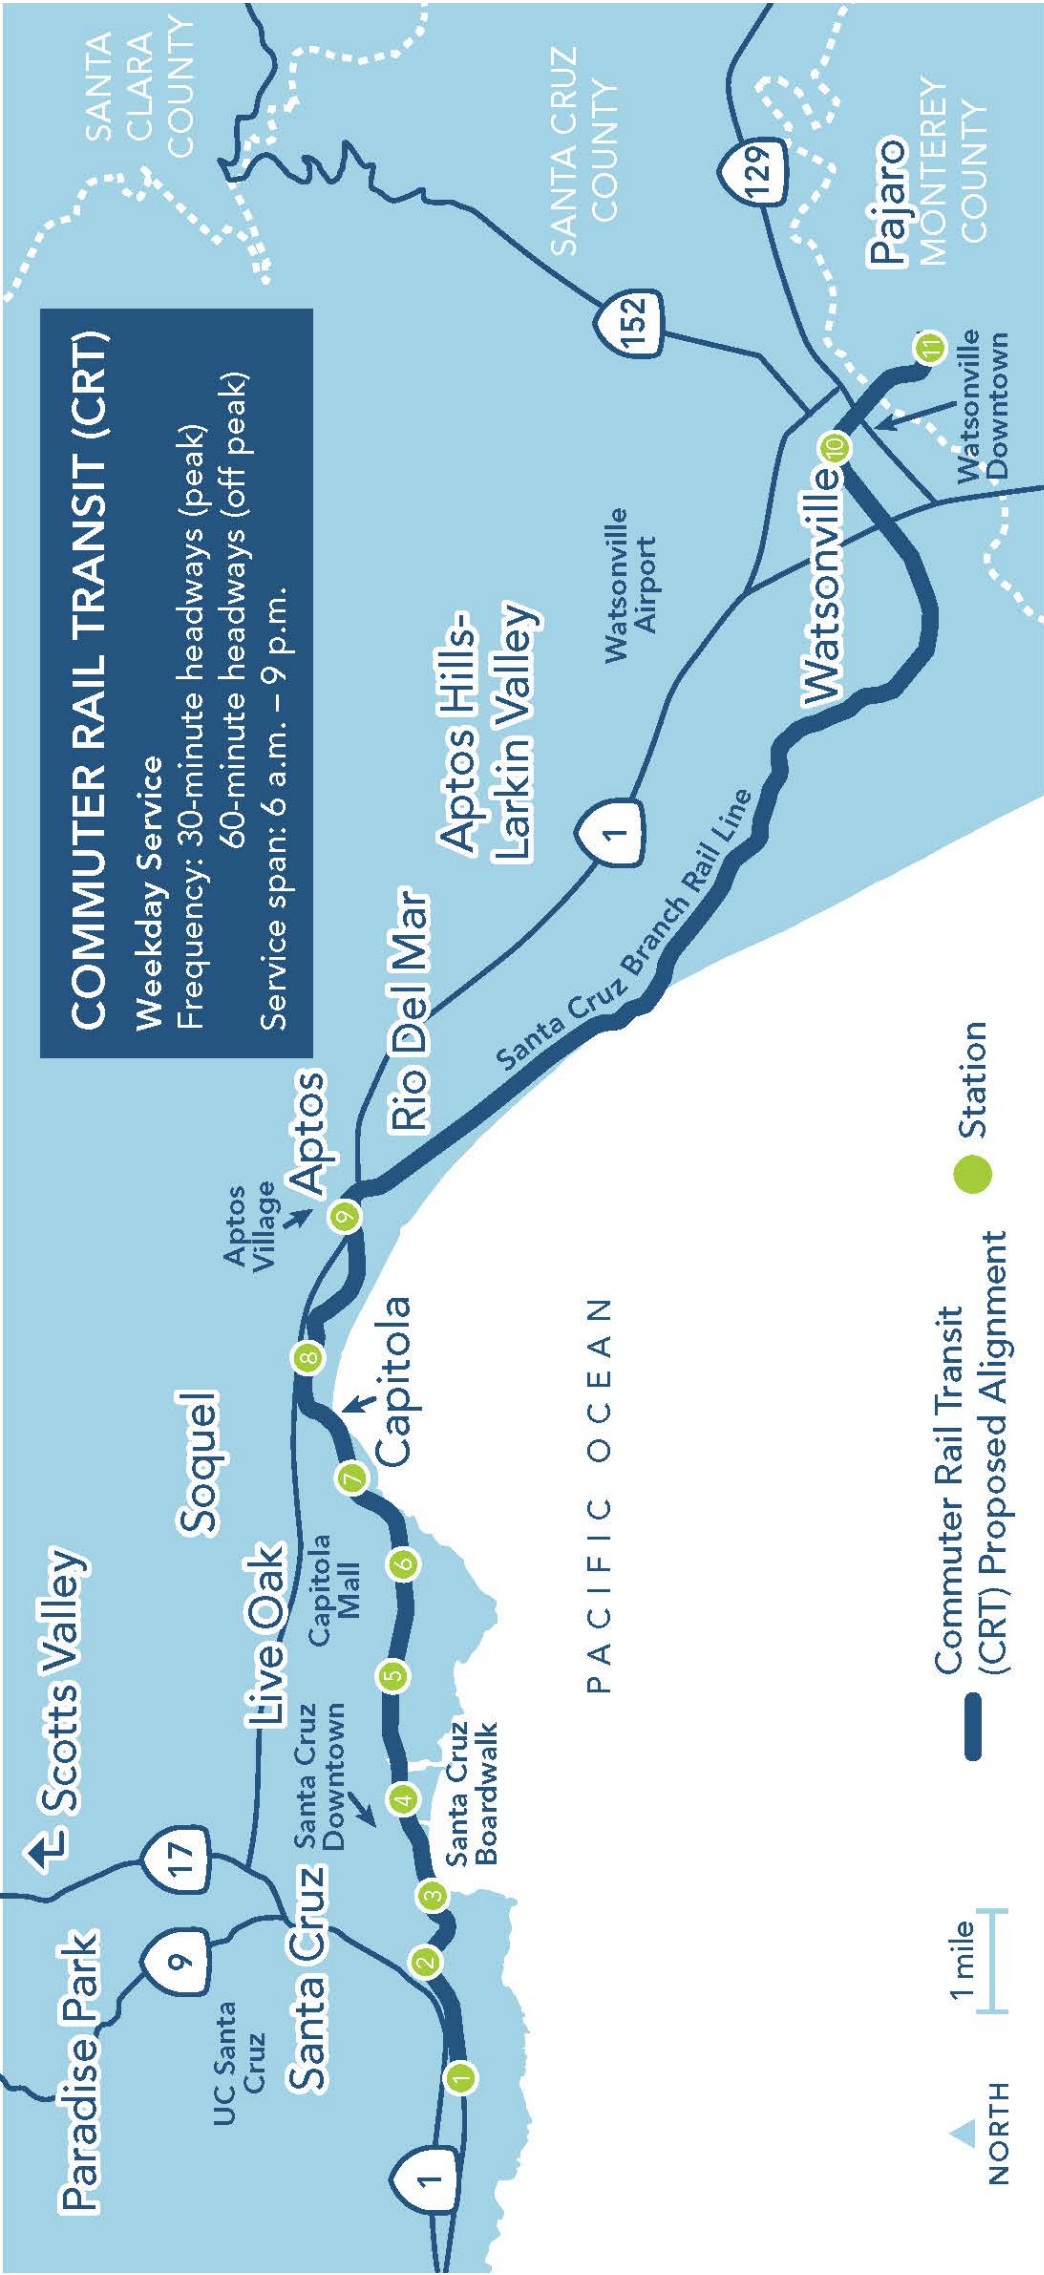 COMMUTER RAIL TRANSIT (CRT)
Weekday Service
Frequency: 30-minute headways (peak)
60-minute headways (off peak)
Service span: 6 a.m. – 9 p.m.
SANTA
CLARA
COUNTY
Scotts Valley
Paradise Park
17
9
UC Santa
Cruz
Santa Cruz
Live Oak
Soquel
Santa Cruz
Downtown
Capitola
Mall
Aptos
Village
Aptos
Rio Del Mar
Capitola
Aptos Hills-
Larkin Valley
SANTA CRUZ
COUNTY
152
129
Watsonville
Airport
1
1
Santa Cruz
Boardwalk
Santa Cruz Branch Rail Line
Watsonville
Pajaro
MONTEREY
COUNTY
Watsonville
Downtown
1
2
3
4
5
6
7
8
9
10
11
PACIFIC OCEAN
NORTH
1 mile
Commuter Rail Transit
(CRT) Proposed Alignment
Station